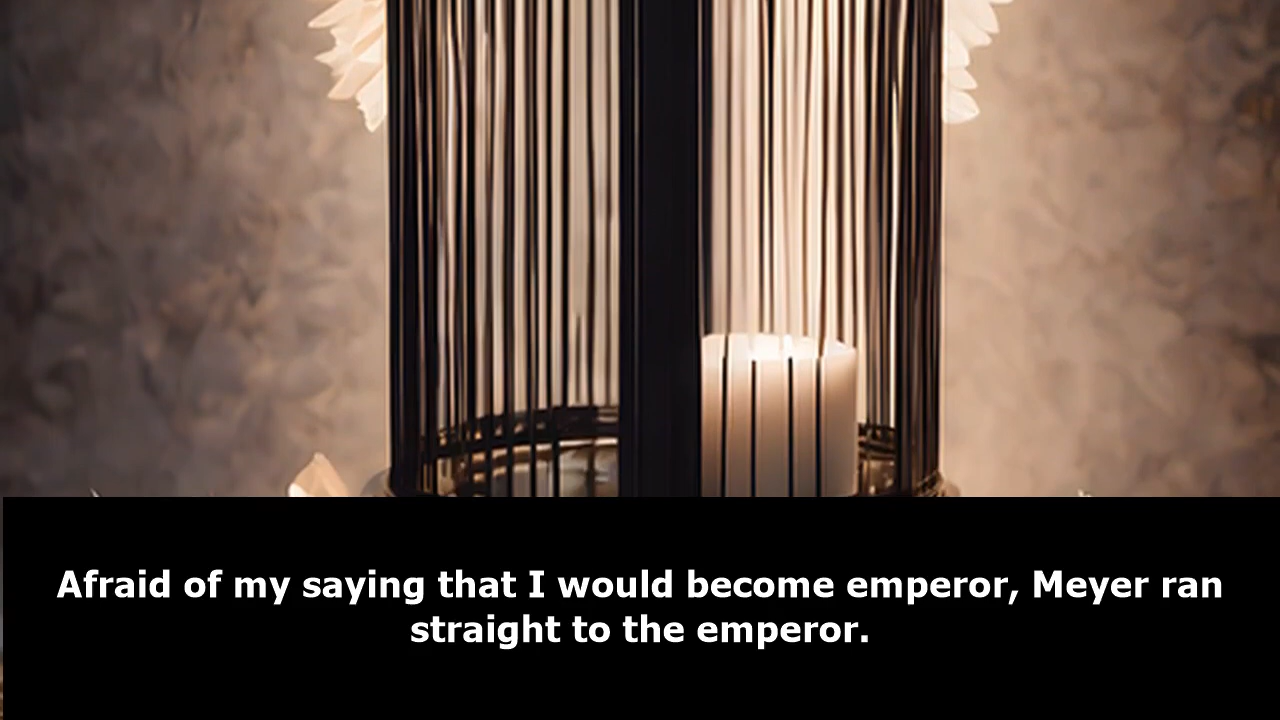 Afraid of my saying that I would become emperor, Meyer ran
straight to the emperor.